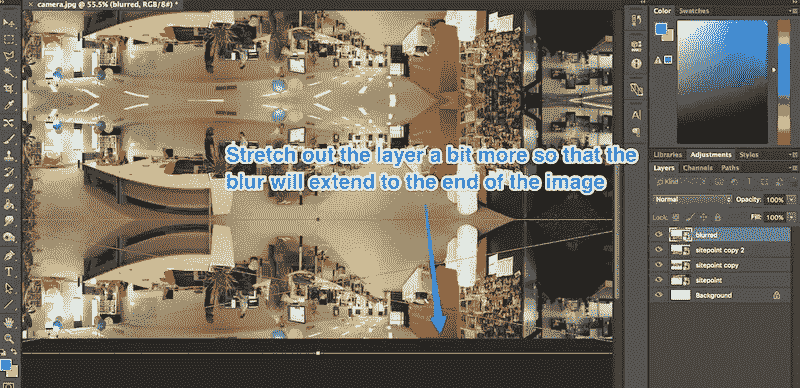 × camera.jpg @ 55.5% (blurred, RGB/8#) *
Color Swatches
Stretch out the layer a bit more so that the
blur will extend to the end of the image
Libraries Adjustments Styles
Layers Channels Paths
Kind
Normal Opacity: 100%
Lock: Fill: 100%
blurred
sitepoint copy 2
sitepoint copy
sitepoint
Background